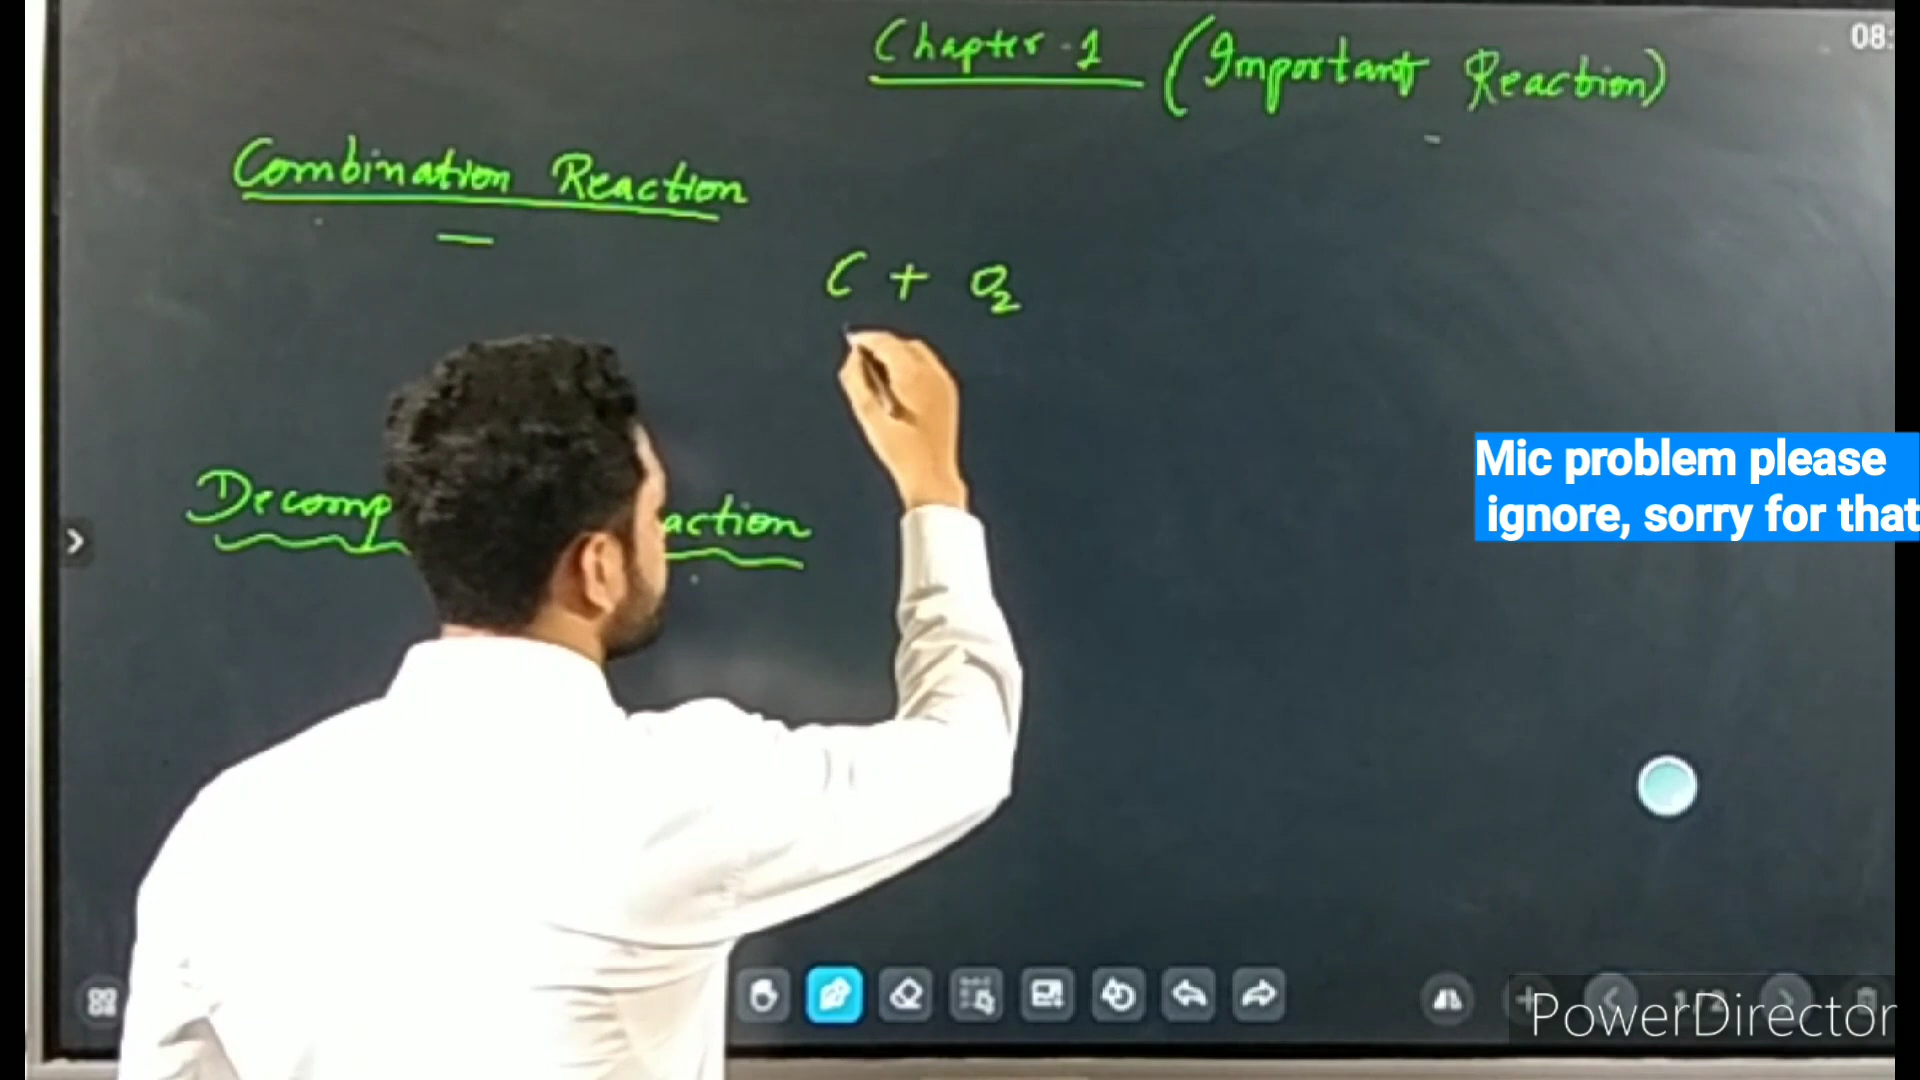 Chapter-1 (Important Reaction)
08:
Combination Reaction
C + O2
Mic problem please
ignore, sorry for that
Decomp action
PowerDirector